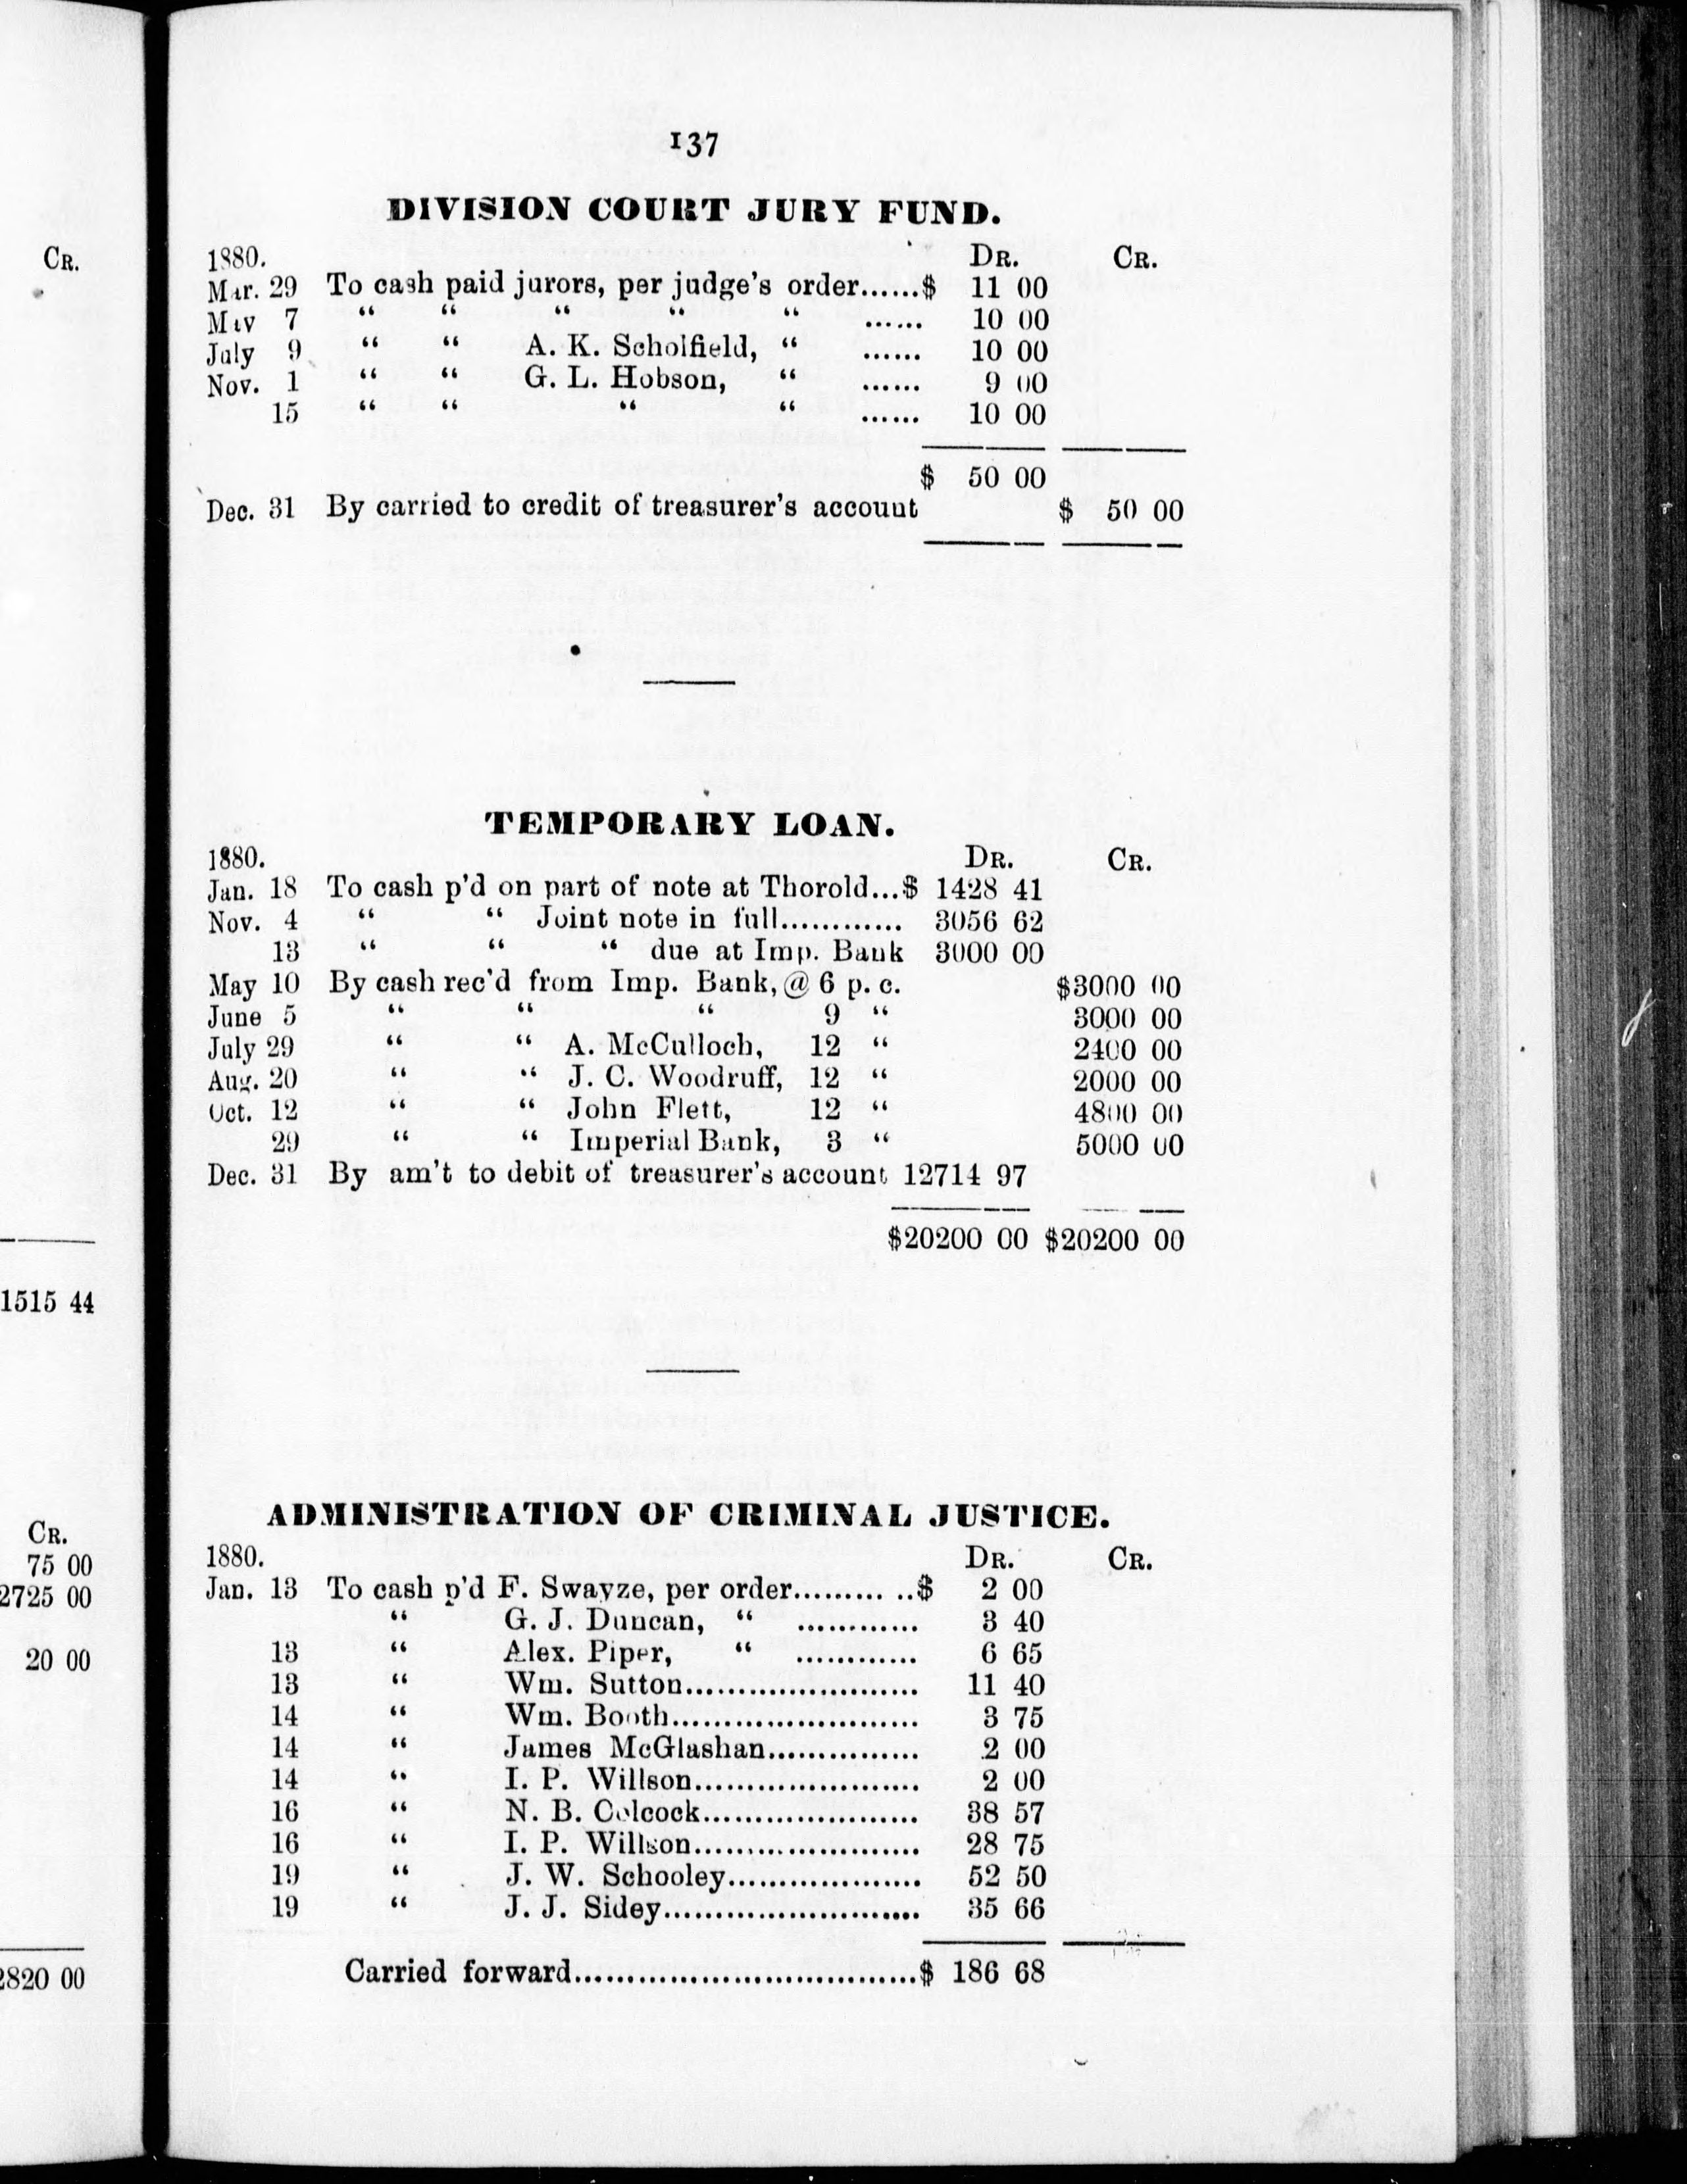 137
DIVISION COURT JURY FUND.
1880. DR. CR.
Mar. 29 To cash paid jurors, per judge's order......$ 11 00
May 7 “ “ “ “ “ ...... 10 00
July 9 “ “ A. K. Scholfield, “ ...... 10 00
Nov. 1 “ “ G. L. Hobson, “ ...... 9 00
15 “ “ “ “ ...... 10 00
$ 50 00
Dec. 31 By carried to credit of treasurer's account $ 50 00
TEMPORARY LOAN.
1880. DR. CR.
Jan. 18 To cash p'd on part of note at Thorold...$ 1428 41
Nov. 4 “ “ Joint note in full............ 3056 62
13 “ “ “ due at Imp. Bank 3000 00
May 10 By cash rec'd from Imp. Bank, @ 6 p. c. $3000 00
June 5 “ “ “ 9 “ 3000 00
July 29 “ “ A. McCulloch, 12 “ 2400 00
Aug. 20 “ “ J. C. Woodruff, 12 “ 2000 00
Oct. 12 “ “ John Flett, 12 “ 4800 00
29 “ “ Imperial Bank, 3 “ 5000 00
Dec. 31 By am't to debit of treasurer's account 12714 97
$20200 00 $20200 00
ADMINISTRATION OF CRIMINAL JUSTICE.
1880. DR. CR.
Jan. 13 To cash p'd F. Swayze, per order......... ..$ 2 00
“ G. J. Duncan, “ ............ 3 40
13 “ Alex. Piper, “ ............ 6 65
13 “ Wm. Sutton....................... 11 40
14 “ Wm. Booth........................ 3 75
14 “ James McGlashan............... 2 00
14 “ I. P. Willson...................... 2 00
16 “ N. B. Colcock..................... 38 57
16 “ I. P. Willson...................... 28 75
19 “ J. W. Schooley................... 52 50
19 “ J. J. Sidey......................... 35 66
Carried forward.................................$ 186 68
CR.
1515 44
CR.
75 00
2725 00
20 00
2820 00